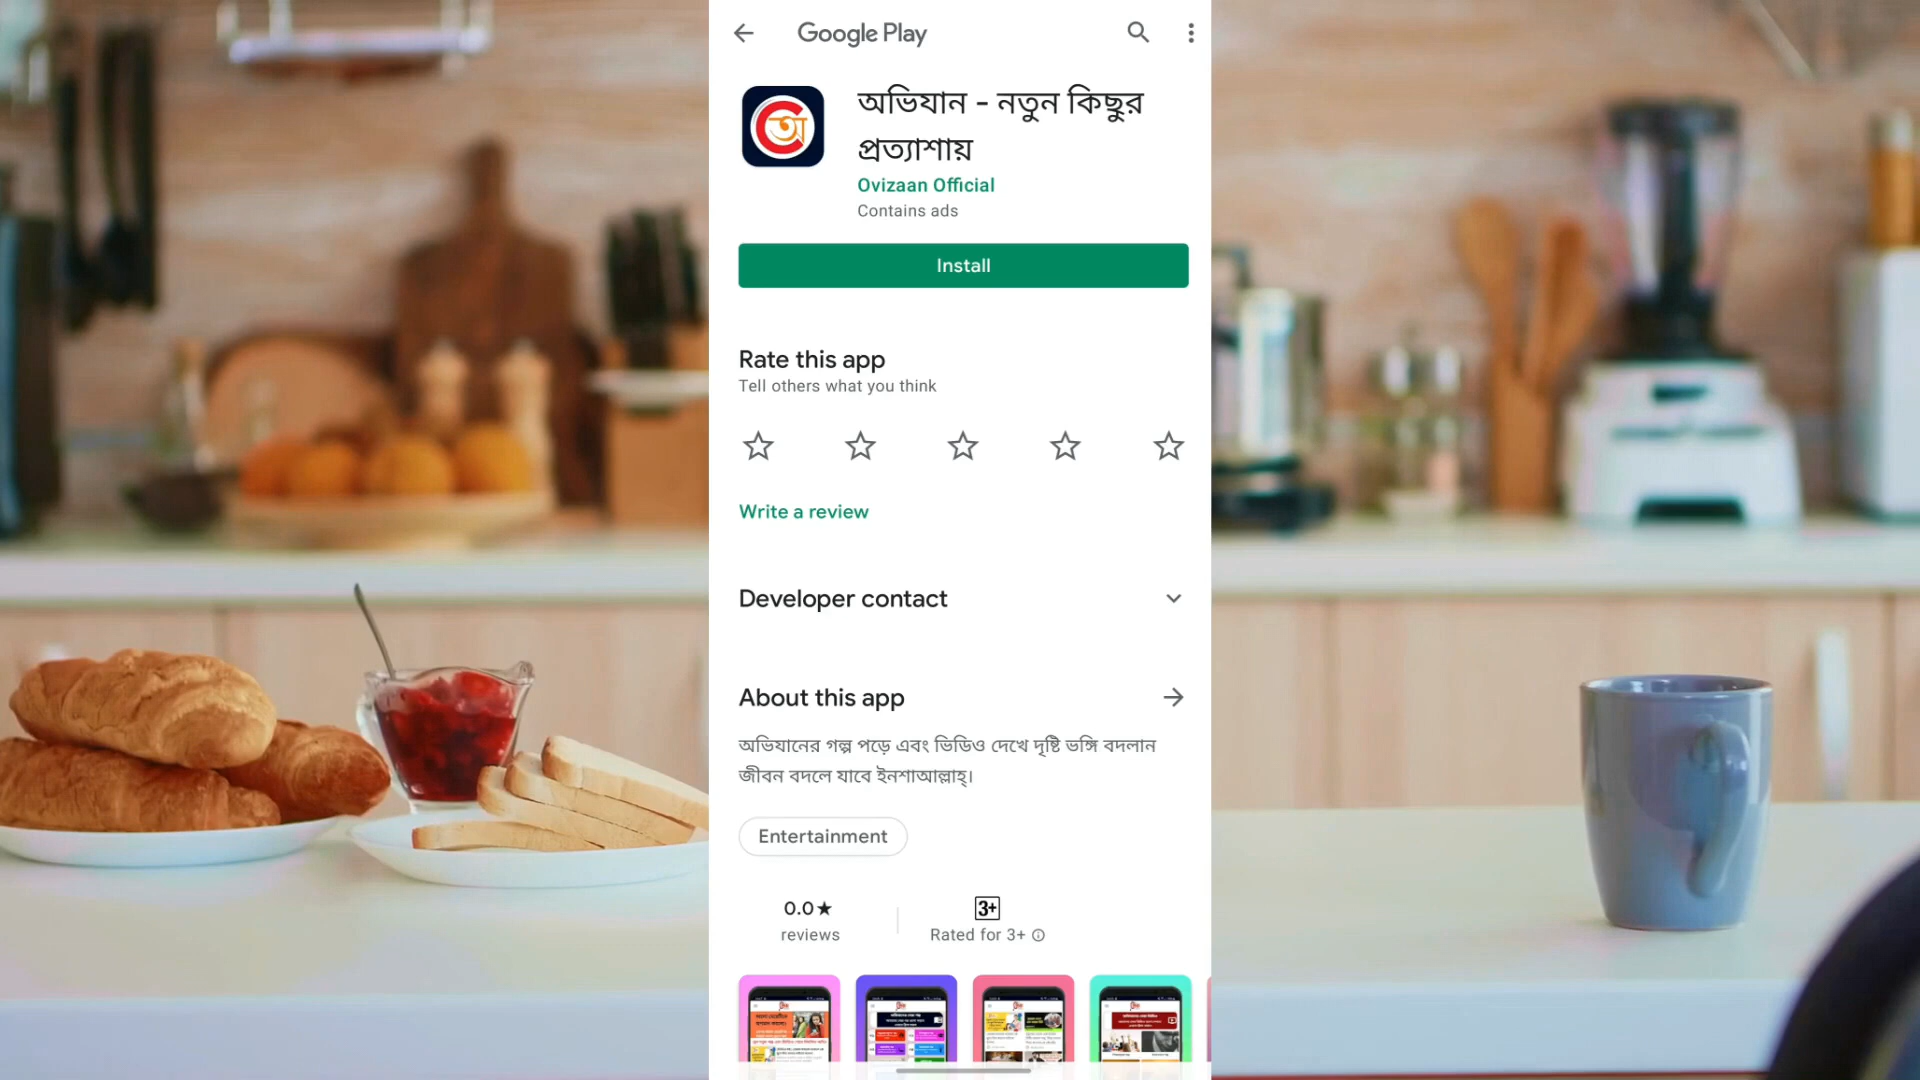 Google Play
অ
অভিযান - নতুন কিছুর
প্রত্যাশায়
Ovizaan Official
Contains ads
Install
Rate this app
Tell others what you think
Write a review
Developer contact
About this app
অভিযানের গল্প পড়ে এবং ভিডিও দেখে দৃষ্টি ভঙ্গি বদলান
জীবন বদলে যাবে ইনশাআল্লাহ্।
Entertainment
0.0★
reviews
3+
Rated for 3+